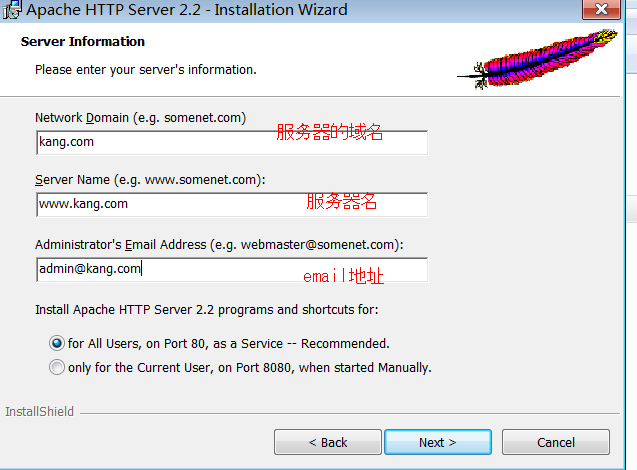 Apache HTTP Server 2.2 - Installation Wizard
Server Information
Please enter your server's information.
Network Domain (e.g. somenet.com)
服务器的域名
kang.com
Server Name (e.g. www.somenet.com):
www.kang.com
服务器名
Administrator's Email Address (e.g. webmaster@somenet.com):
admin@kang.com
email地址
Install Apache HTTP Server 2.2 programs and shortcuts for:
for All Users, on Port 80, as a Service -- Recommended.
only for the Current User, on Port 8080, when started Manually.
InstallShield
< Back Next > Cancel